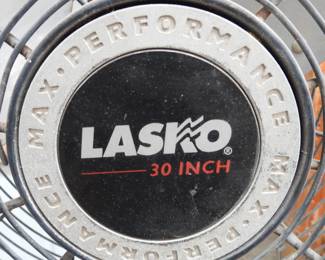 MAX · PERFORMANCE
MAX · PERFORMANCE
LASKO®
30 INCH